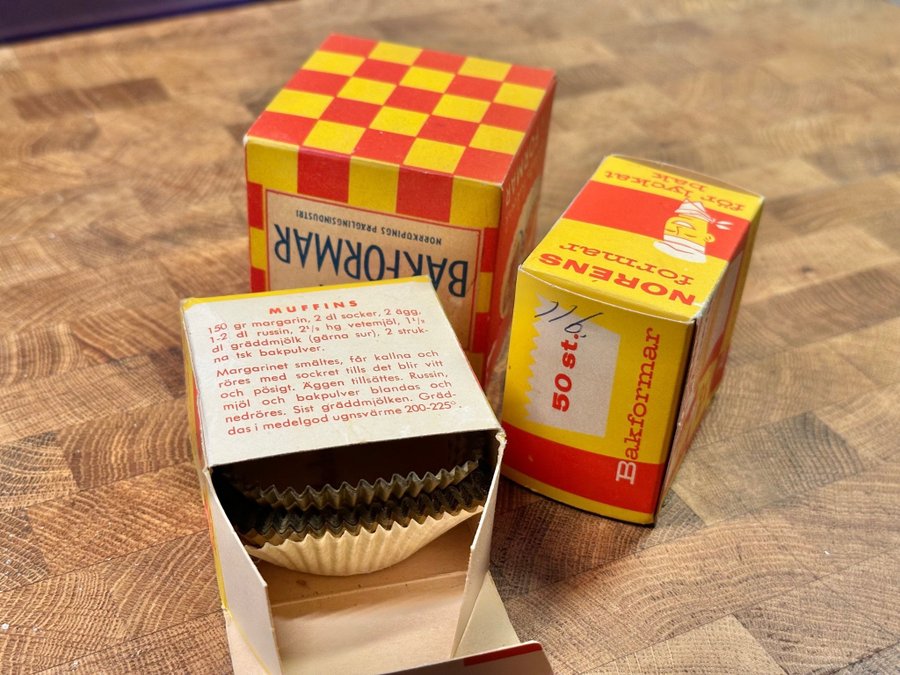 MUFFINS
150 gr margarin, 2 dl socker, 2 ägg,
1-2 dl russin, 2½ hg vetemjöl, 1½
dl gräddmjölk (gärna sur), 2 struk-
na tsk bakpulver.
Margarinet smältes, får kallna och
röres med sockret tills det blir vitt
och pösigt. Äggen tillsättes. Russin,
mjöl och bakpulver blandas och
nedröres. Sist gräddmjölken. Gräd-
das i medelgod ugnsvärme 200-225°.
BAKFORMAR
NORRKÖPINGS PRÄGLINGSINDUSTRI
BAK
för lyckat
bak
NORÉNS
formar
50 st.
Bakformar